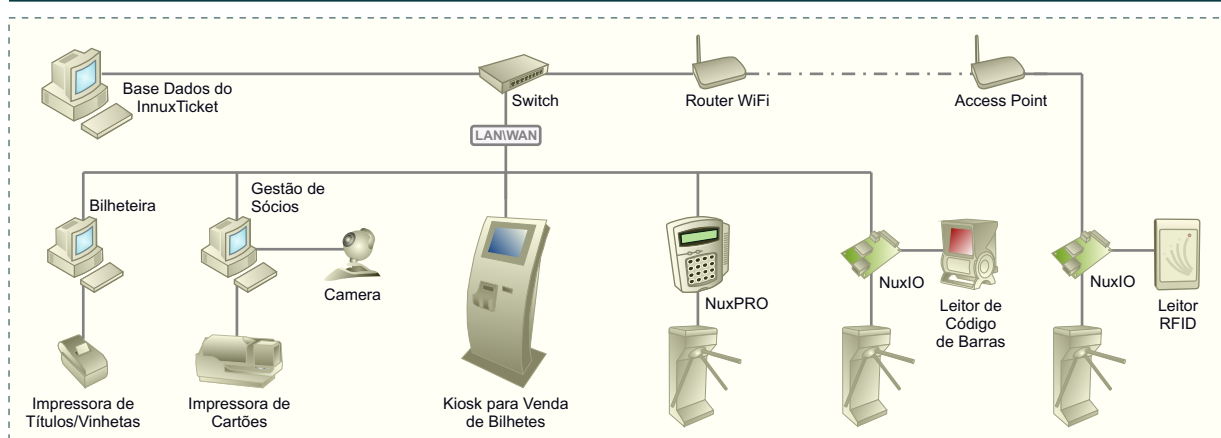 Base Dados do
InnuxTicket
Switch
Router WiFi
Access Point
LAN\WAN
Bilheteira
Gestão de
Sócios
Camera
NuxPRO
NuxIO
Leitor de
Código
de Barras
NuxIO
Leitor
RFID
Impressora de
Títulos/Vinhetas
Impressora de
Cartões
Kiosk para Venda
de Bilhetes